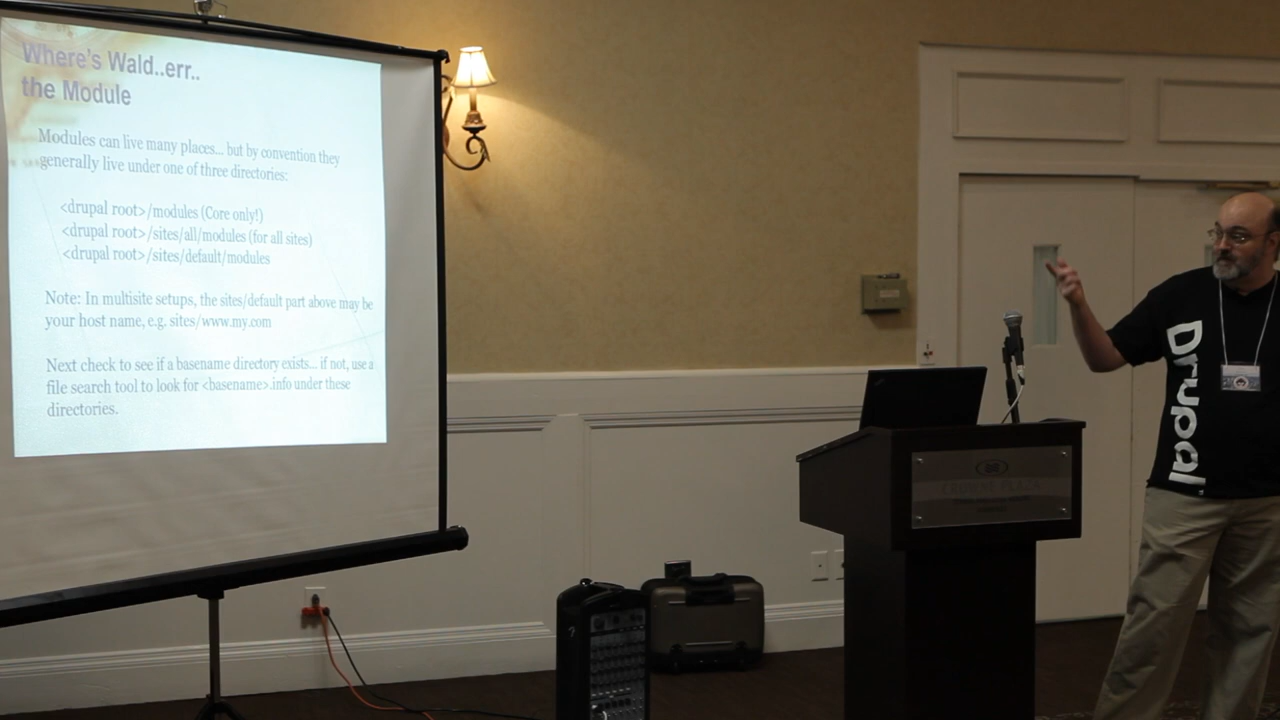 Where's Wald..err..
the Module
Modules can live many places... but by convention they
generally live under one of three directories:
<drupal root>/modules (Core only!)
<drupal root>/sites/all/modules (for all sites)
<drupal root>/sites/default/modules
Note: In multisite setups, the sites/default part above may be
your host name, e.g. sites/www.my.com
Next check to see if a basename directory exists... if not, use a
file search tool to look for <basename>.info under these
directories.
CROWNE PLAZA
Drupal